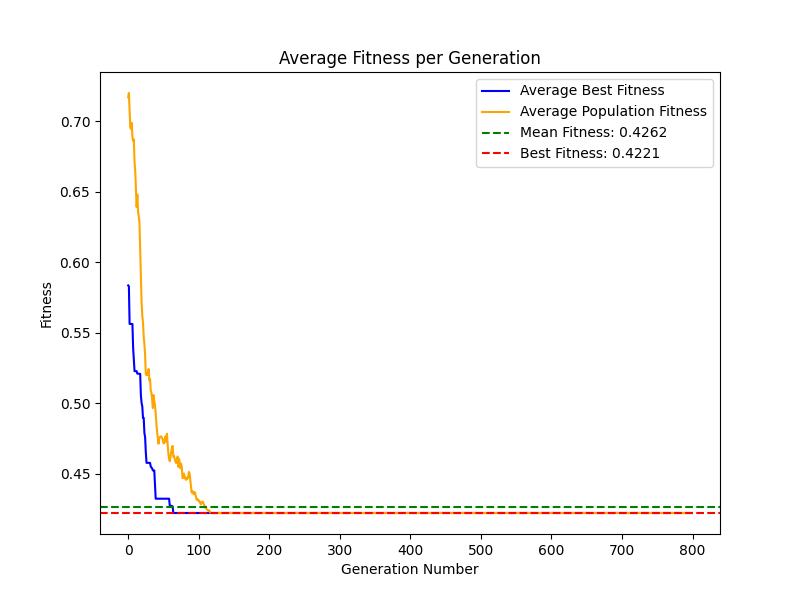 Average Fitness per Generation
Average Best Fitness
Average Population Fitness
Mean Fitness: 0.4262
Best Fitness: 0.4221
Fitness
0.70
0.65
0.60
0.55
0.50
0.45
0 100 200 300 400 500 600 700 800
Generation Number